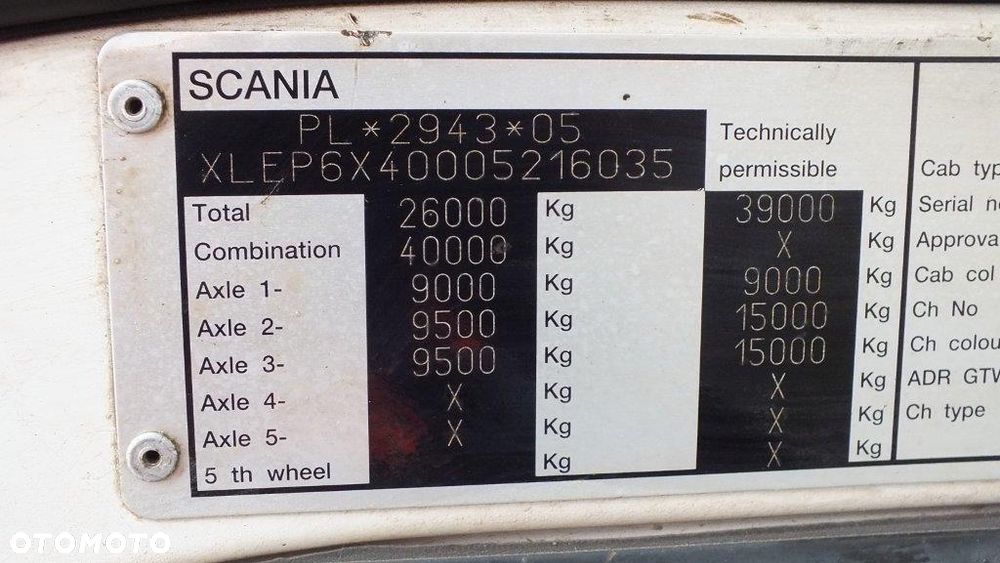 SCANIA
PL*2943*05
XLEP6X40005216035
Technically
permissible
Total 26000 Kg 39000 Kg
Combination 40000 Kg X Kg
Axle 1- 9000 Kg 9000 Kg
Axle 2- 9500 Kg 15000 Kg
Axle 3- 9500 Kg 15000 Kg
Axle 4- X Kg X Kg
Axle 5- X Kg X Kg
5 th wheel Kg X Kg
Cab typ
Serial no
Approva
Cab col
Ch No
Ch colou
ADR GTW
Ch type
OTOMOTO